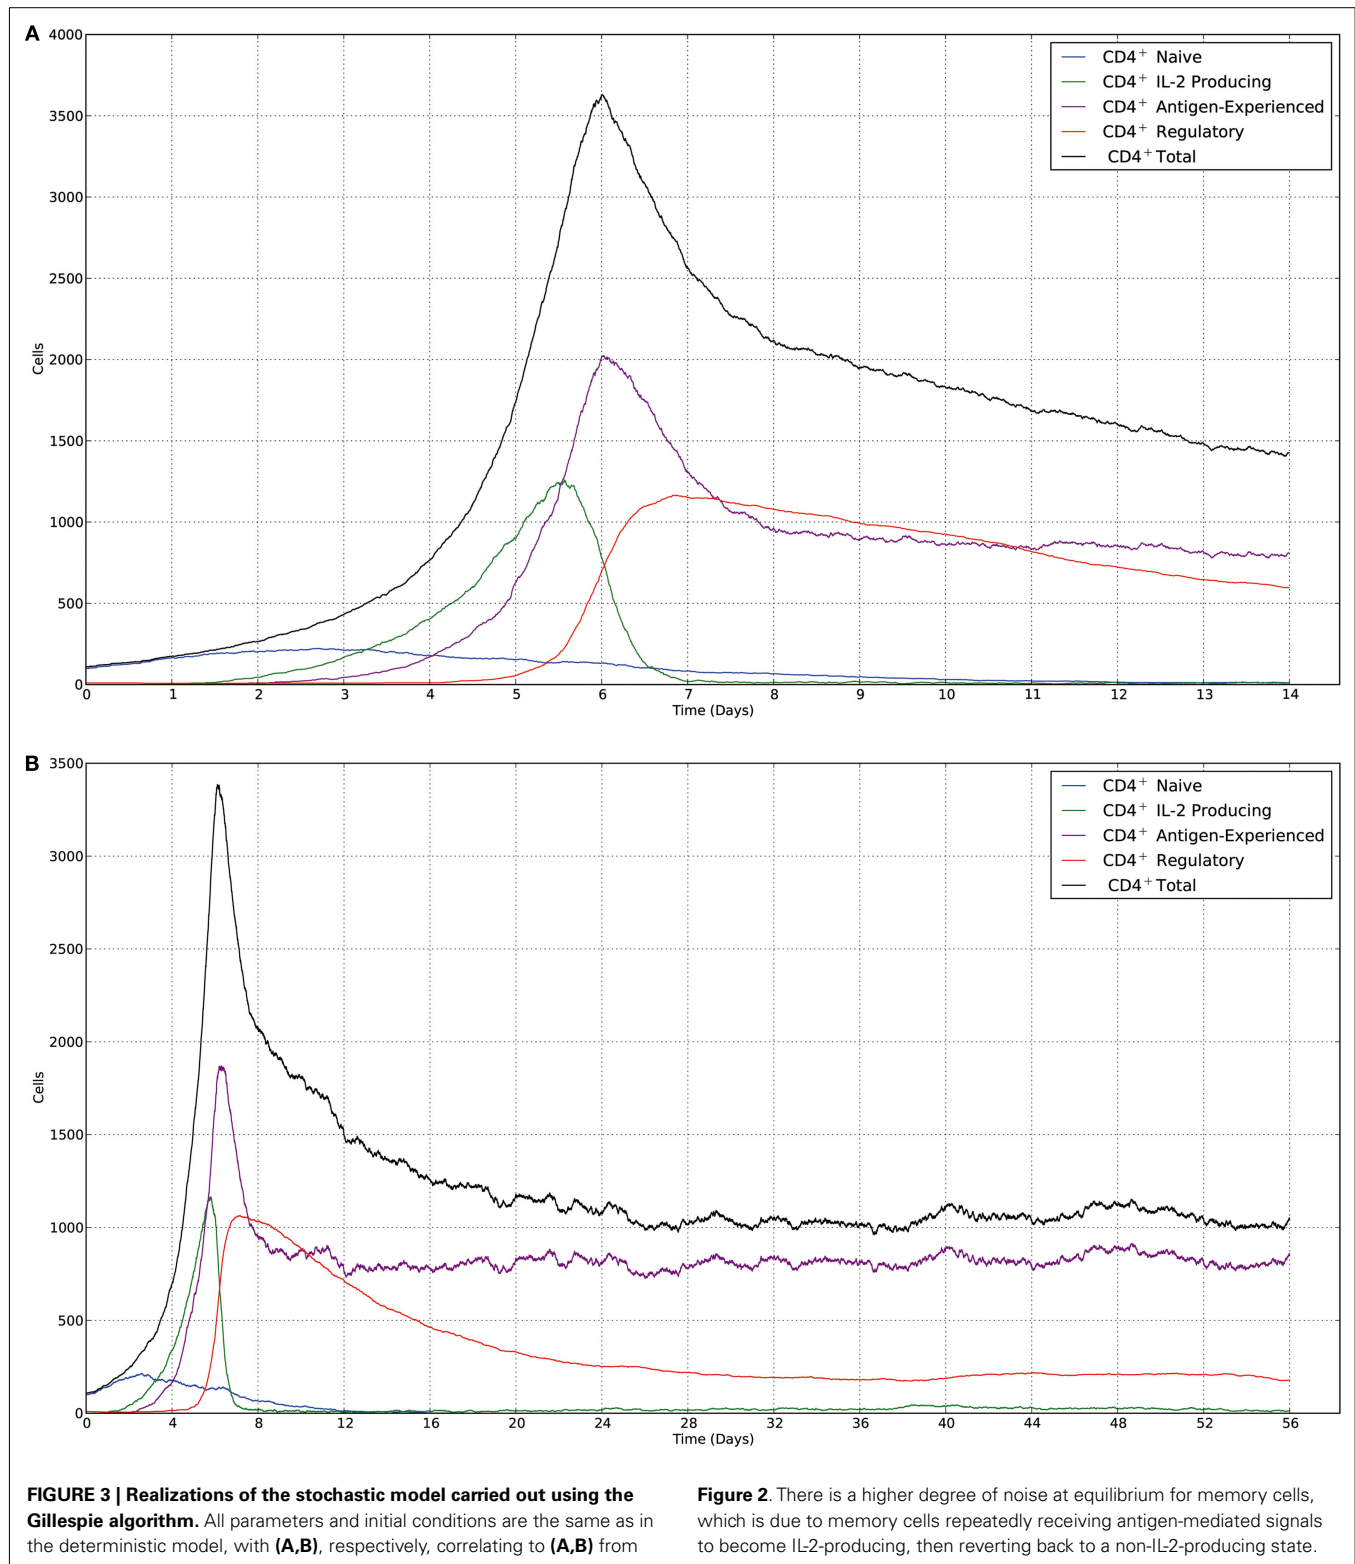 A
4000
3500
3000
2500
2000
1500
1000
500
0
Cells
CD4+ Naive
CD4+ IL-2 Producing
CD4+ Antigen-Experienced
CD4+ Regulatory
CD4+ Total
0 1 2 3 4 5 6 7 8 9 10 11 12 13 14
Time (Days)
B
3500
3000
2500
2000
1500
1000
500
0
Cells
CD4+ Naive
CD4+ IL-2 Producing
CD4+ Antigen-Experienced
CD4+ Regulatory
CD4+ Total
0 4 8 12 16 20 24 28 32 36 40 44 48 52 56
Time (Days)
FIGURE 3 | Realizations of the stochastic model carried out using the
Gillespie algorithm. All parameters and initial conditions are the same as in
the deterministic model, with (A,B), respectively, correlating to (A,B) from
Figure 2. There is a higher degree of noise at equilibrium for memory cells,
which is due to memory cells repeatedly receiving antigen-mediated signals
to become IL-2-producing, then reverting back to a non-IL-2-producing state.